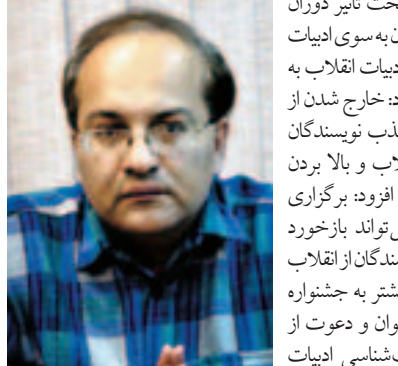 تحت تاثیر دوران
ن به سوی ادبیات
دبیات انقلاب به
د: خارج شدن از
ذب نویسندگان
لاب و بالا بردن
افزود: برگزاری
ی‌تواند بازخورد
سندگان از انقلاب
شتر به جشنواره
وان و دعوت از
ب‌شناسی ادبیات